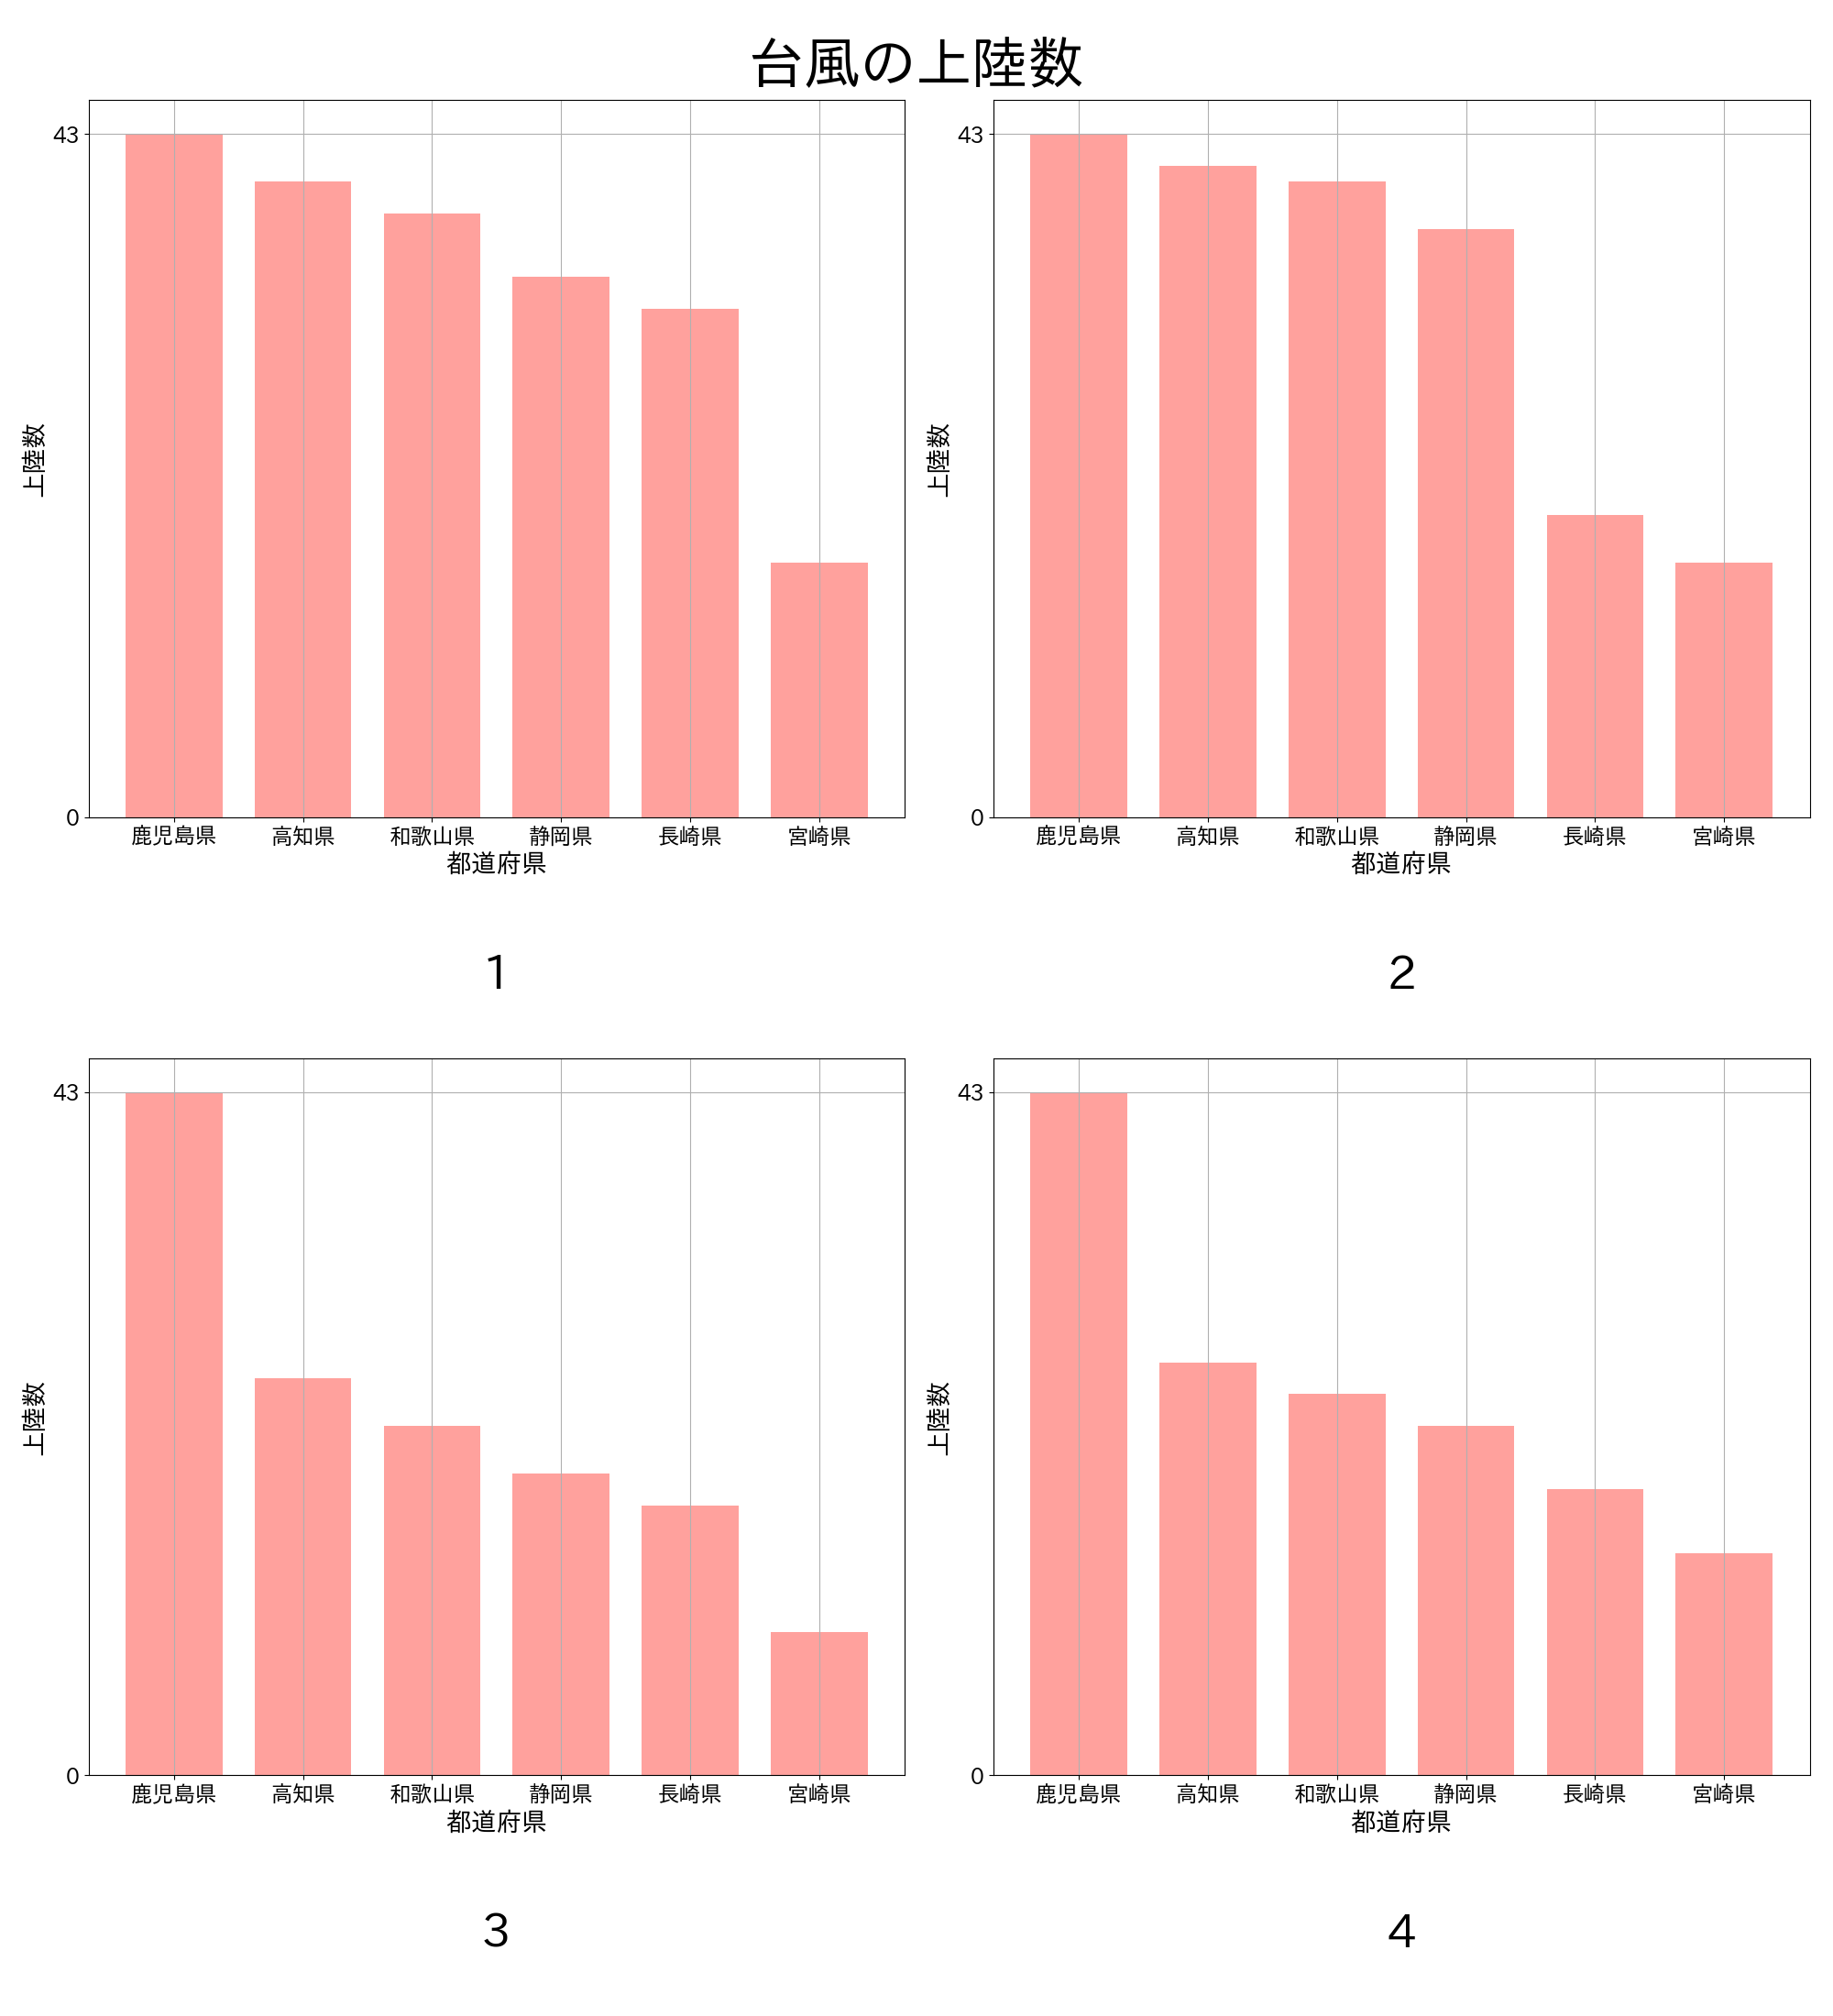 台風の上陸数
43
0
上陸数
鹿児島県 高知県 和歌山県 静岡県 長崎県 宮崎県
都道府県
1
43
0
上陸数
鹿児島県 高知県 和歌山県 静岡県 長崎県 宮崎県
都道府県
2
43
0
上陸数
鹿児島県 高知県 和歌山県 静岡県 長崎県 宮崎県
都道府県
3
43
0
上陸数
鹿児島県 高知県 和歌山県 静岡県 長崎県 宮崎県
都道府県
4